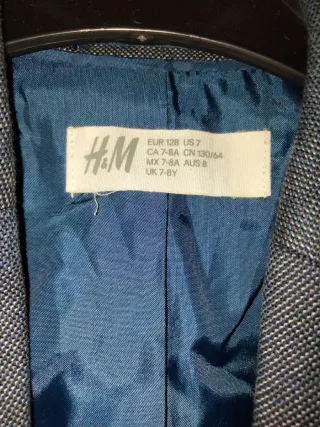 H&M
EUR 128 US 7
CA 7-8A CN 130/64
MX 7-8A AUS 8
UK 7-8Y